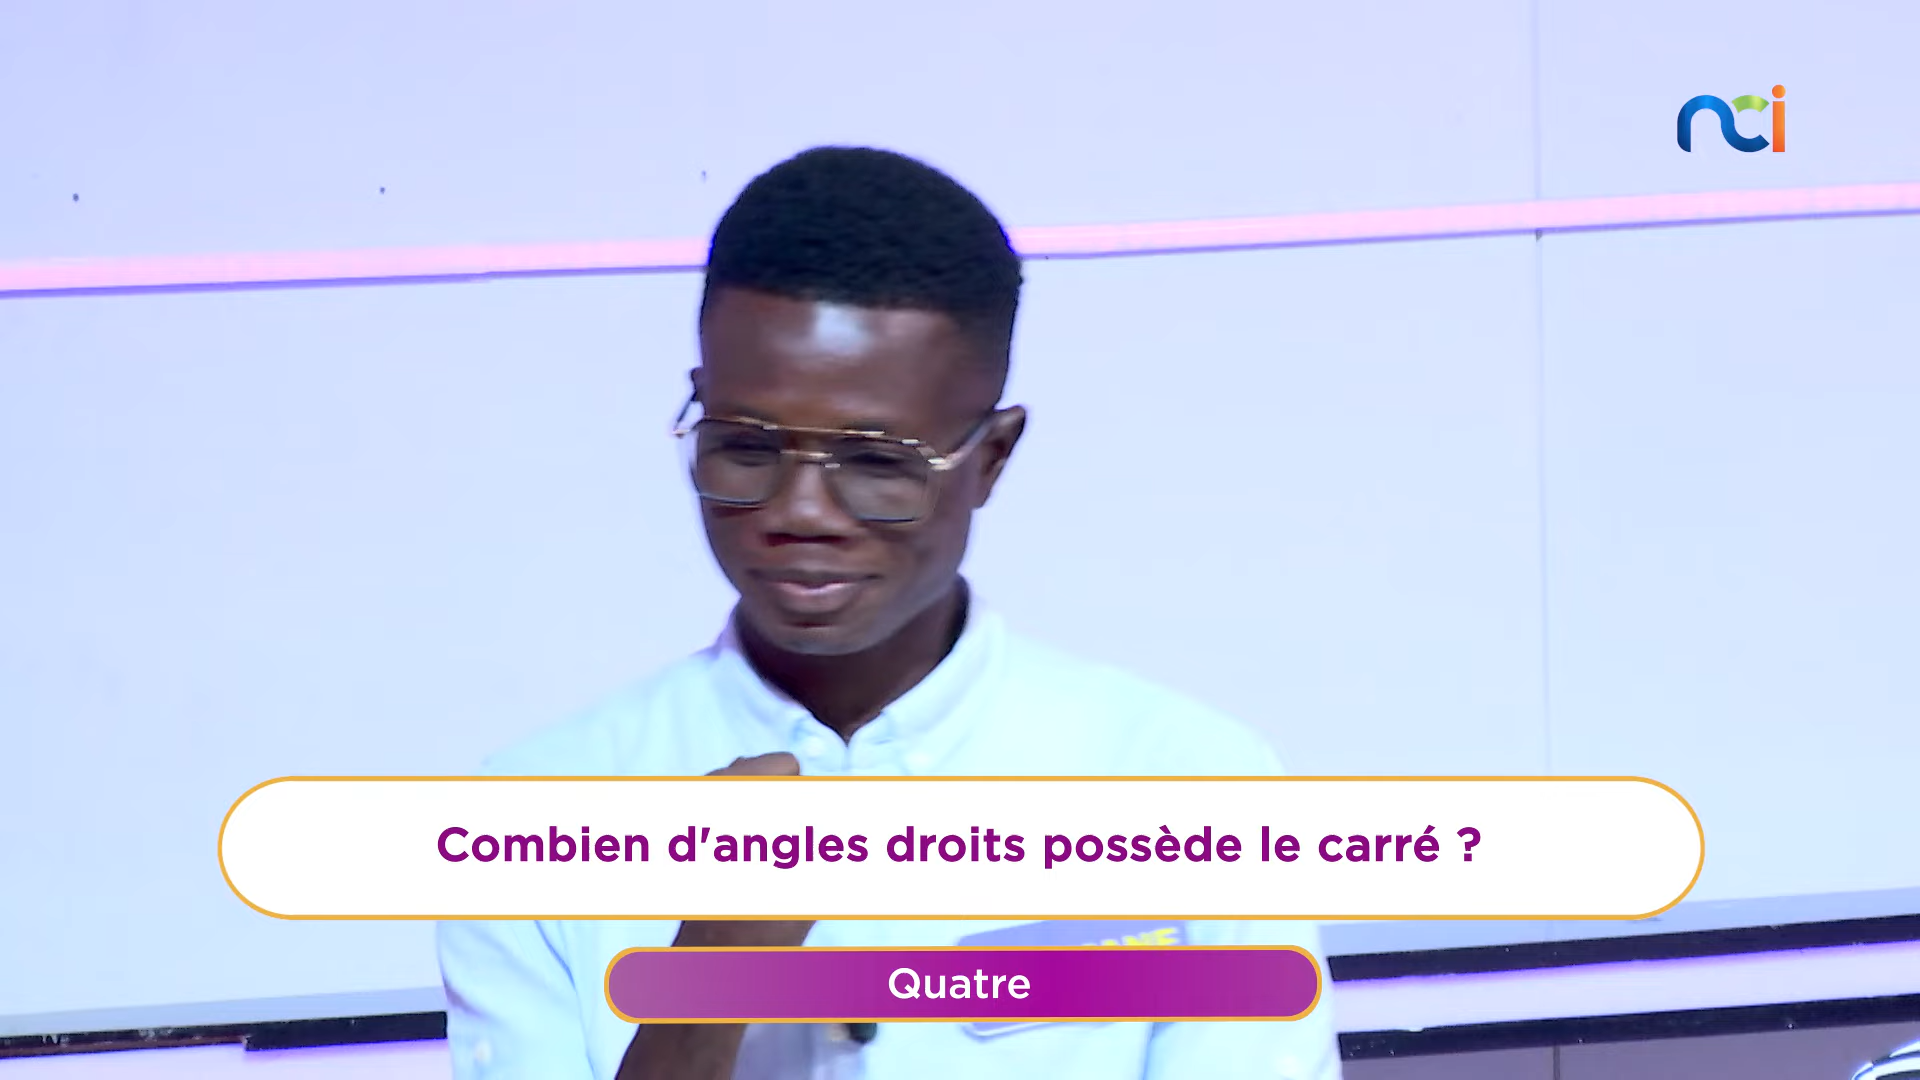 nci
Combien d'angles droits possède le carré ?
Quatre